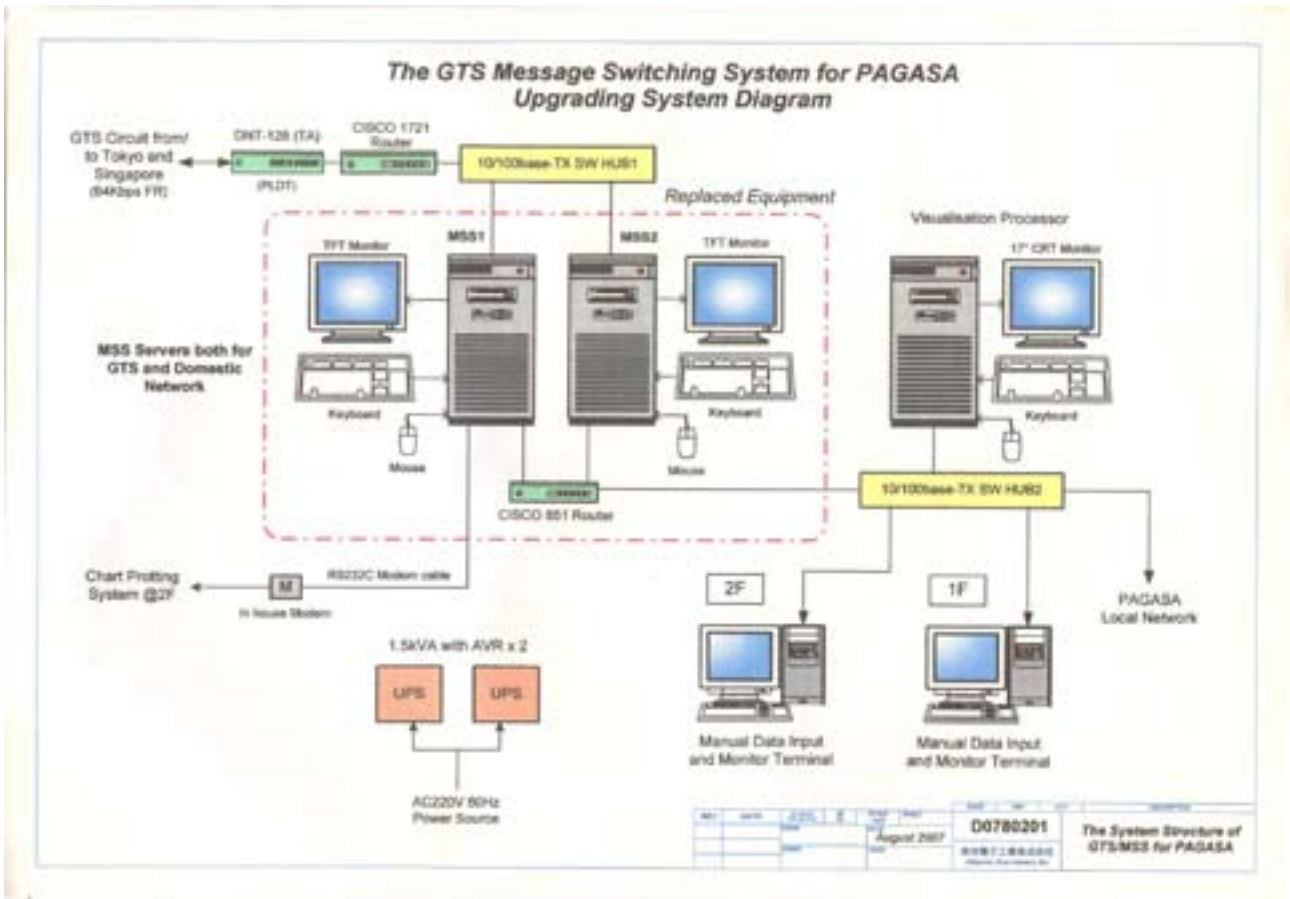 The GTS Message Switching System for PAGASA
Upgrading System Diagram
GTS Circuit from/
to Tokyo and
Singapore
(64Kbps FR)
DNT-128 (TA)
(PLDT)
CISCO 1721
Router
10/100base-TX SW HUB1
Replaced Equipment
Visualisation Processor
TFT Monitor
MSS1
MSS2
TFT Monitor
17" CRT Monitor
MSS Servers both for
GTS and Domestic
Network
Keyboard
Keyboard
Keyboard
Mouse
Mouse
10/100base-TX SW HUB2
CISCO 851 Router
Chart Protting
System @2F
M
RS232C Modem cable
In house Modem
2F
1F
PAGASA
Local Network
1.5kVA with AVR x 2
UPS
UPS
Manual Data Input
and Monitor Terminal
Manual Data Input
and Monitor Terminal
AC220V 60Hz
Power Source
REV
DATE
August 2007
D0780201
The System Structure of
GTS/MSS for PAGASA